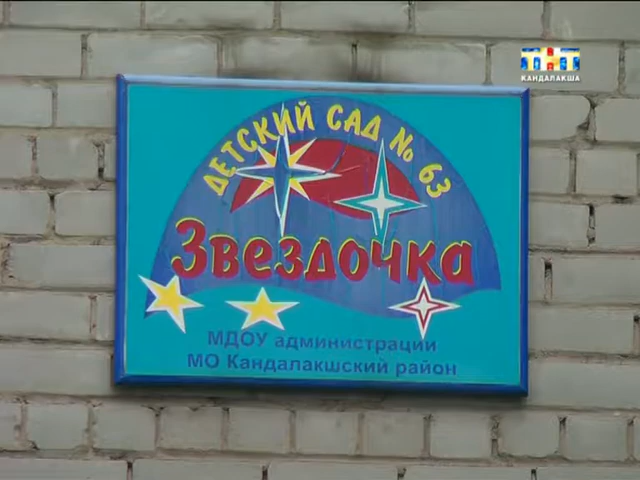 ТНТ
КАНДАЛАКША
ДЕТСКИЙ САД № 63
Звездочка
МДОУ администрации
МО Кандалакшский район